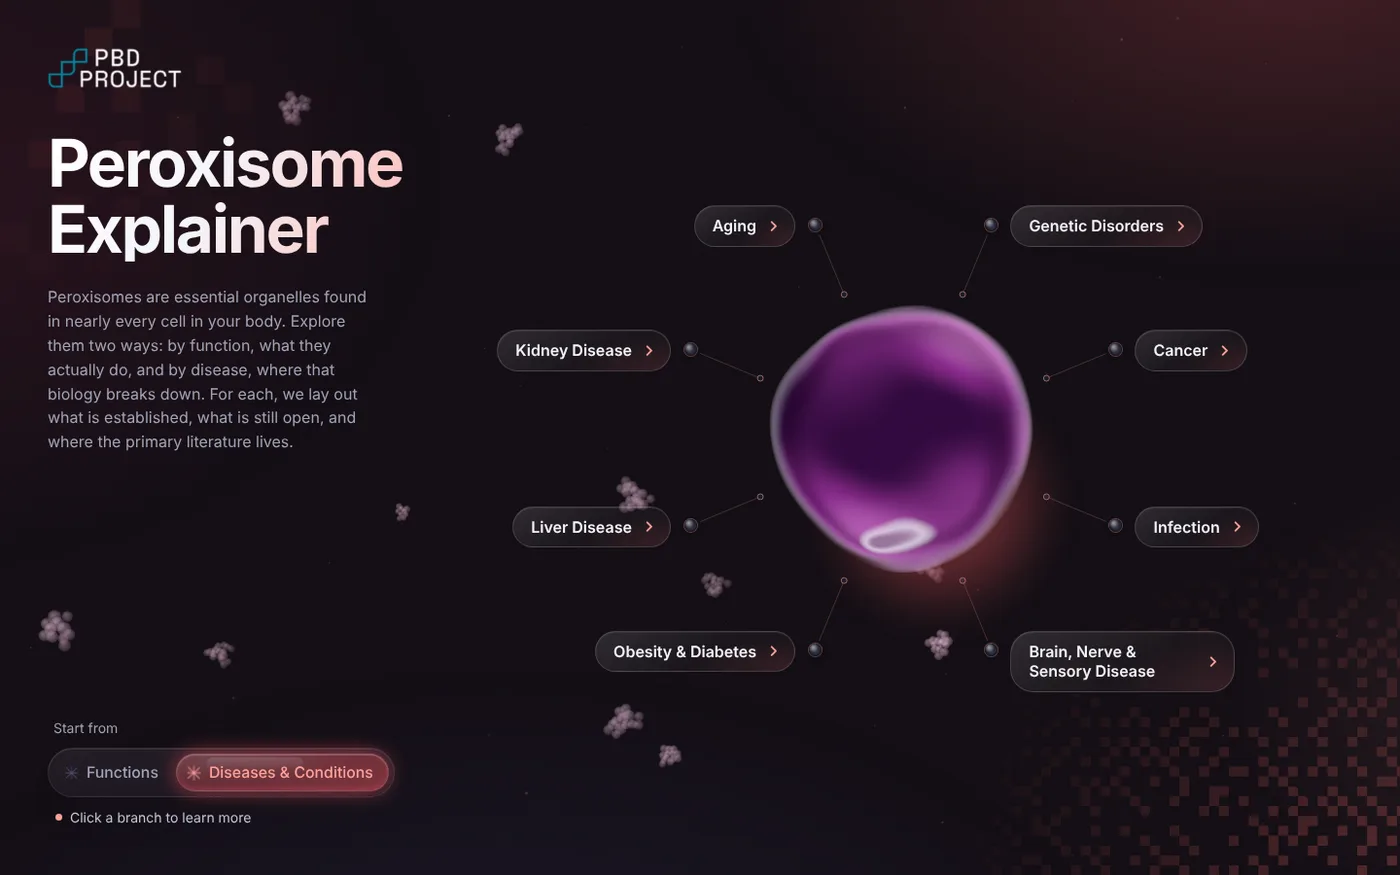 PBD
PROJECT
Peroxisome
Explainer
Peroxisomes are essential organelles found
in nearly every cell in your body. Explore
them two ways: by function, what they
actually do, and by disease, where that
biology breaks down. For each, we lay out
what is established, what is still open, and
where the primary literature lives.
Aging
Genetic Disorders
Kidney Disease
Cancer
Liver Disease
Infection
Obesity & Diabetes
Brain, Nerve &
Sensory Disease
Start from
Functions
Diseases & Conditions
Click a branch to learn more